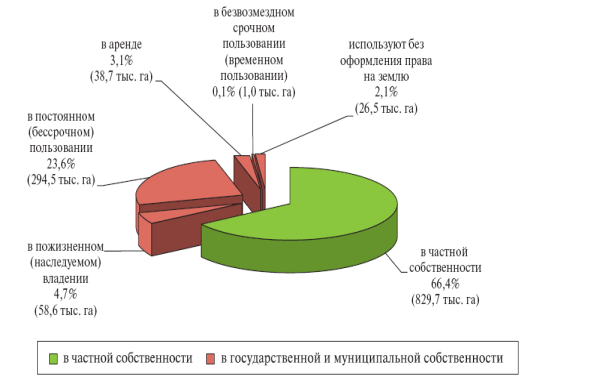 в безвозмездном
срочном
пользовании
(временном
пользовании)
0,1% (1,0 тыс. га)
в аренде
3,1%
(38,7 тыс. га)
используют без
оформления права
на землю
2,1%
(26,5 тыс. га)
в постоянном
(бессрочном)
пользовании
23,6%
(294,5 тыс. га)
в пожизненном
(наследуемом)
владении
4,7%
(58,6 тыс. га)
в частной
собственности
66,4%
(829,7 тыс. га)
в частной собственности
в государственной и муниципальной собственности